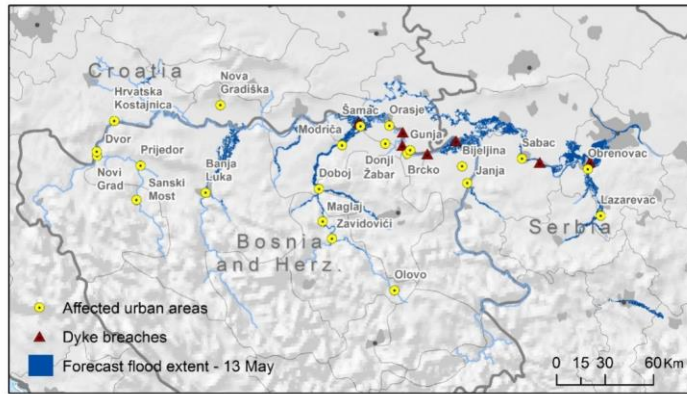 Croatia
Nova
Gradiška
Hrvatska
Kostajnica
Šamac
Orasje
Modriča
Gunja
Dvor
Prijedor
Banja
Luka
Donji
Žabar
Bijeljina
Sabac
Obrenovac
Novi
Grad
Sanski
Most
Doboj
Brčko
Janja
Maglaj
Lazarevac
Zavidovići
Serbia
Bosnia
and Herz.
Olovo
Affected urban areas
Dyke breaches
Forecast flood extent - 13 May
0 15 30 60 Km